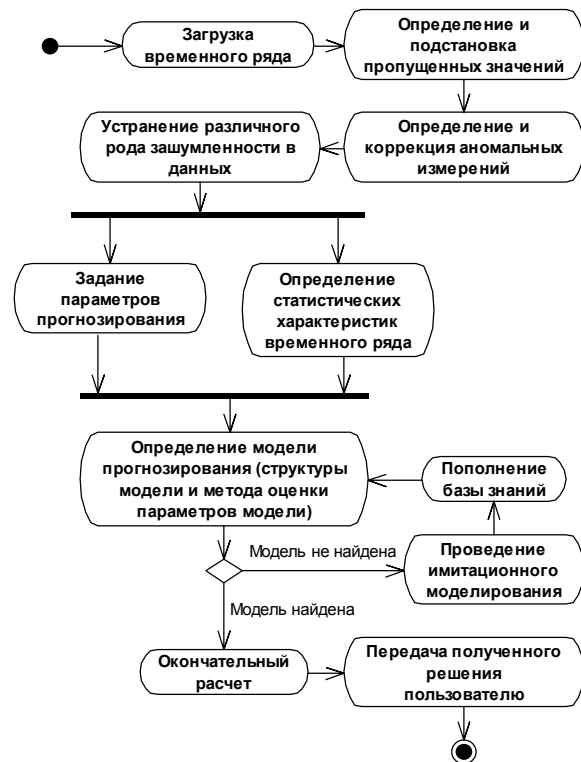 Загрузка
временного ряда
Определение и
подстановка
пропущенных значений
Устранение различного
рода зашумленности в
данных
Определение и
коррекция аномальных
измерений
Задание
параметров
прогнозирования
Определение
статистических
характеристик
временного ряда
Определение модели
прогнозирования (структуры
модели и метода оценки
параметров модели)
Пополнение
базы знаний
Модель не найдена
Проведение
имитационного
моделирования
Модель найдена
Окончательный
расчет
Передача полученного
решения
пользователю